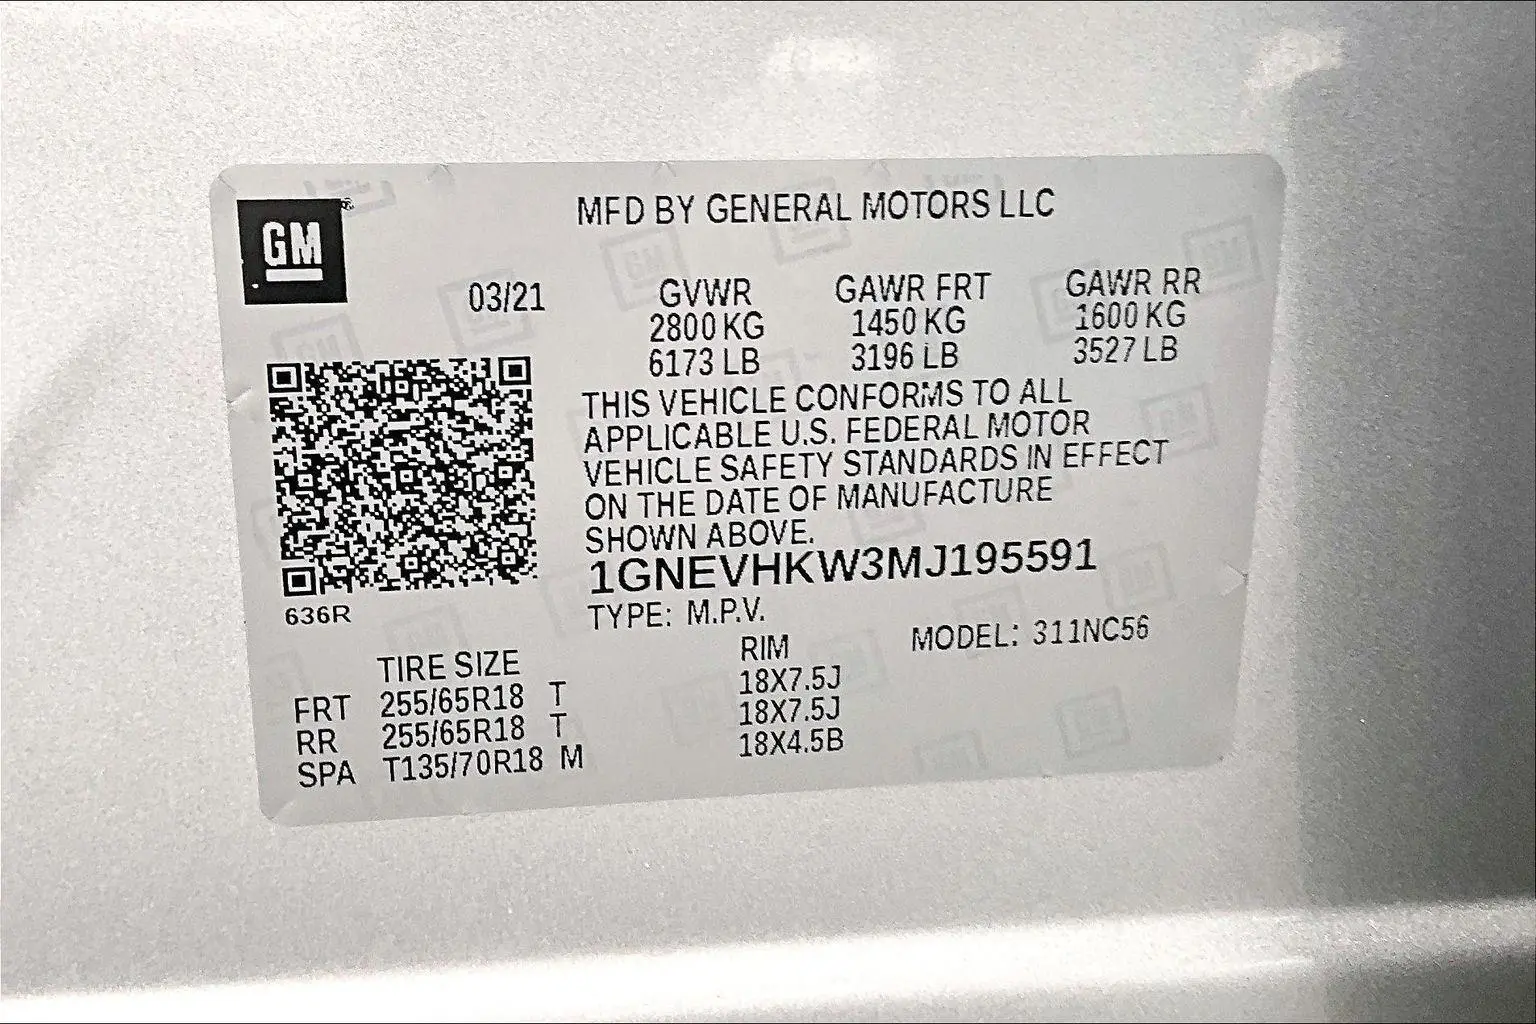 GM
MFD BY GENERAL MOTORS LLC
03/21
GVWR GAWR FRT GAWR RR
2800 KG 1450 KG 1600 KG
6173 LB 3196 LB 3527 LB
THIS VEHICLE CONFORMS TO ALL
APPLICABLE U.S. FEDERAL MOTOR
VEHICLE SAFETY STANDARDS IN EFFECT
ON THE DATE OF MANUFACTURE
SHOWN ABOVE.
1GNEVHKW3MJ195591
636R
TYPE: M.P.V.
MODEL: 311NC56
TIRE SIZE RIM
FRT 255/65R18 T 18X7.5J
RR 255/65R18 T 18X7.5J
SPA T135/70R18 M 18X4.5B